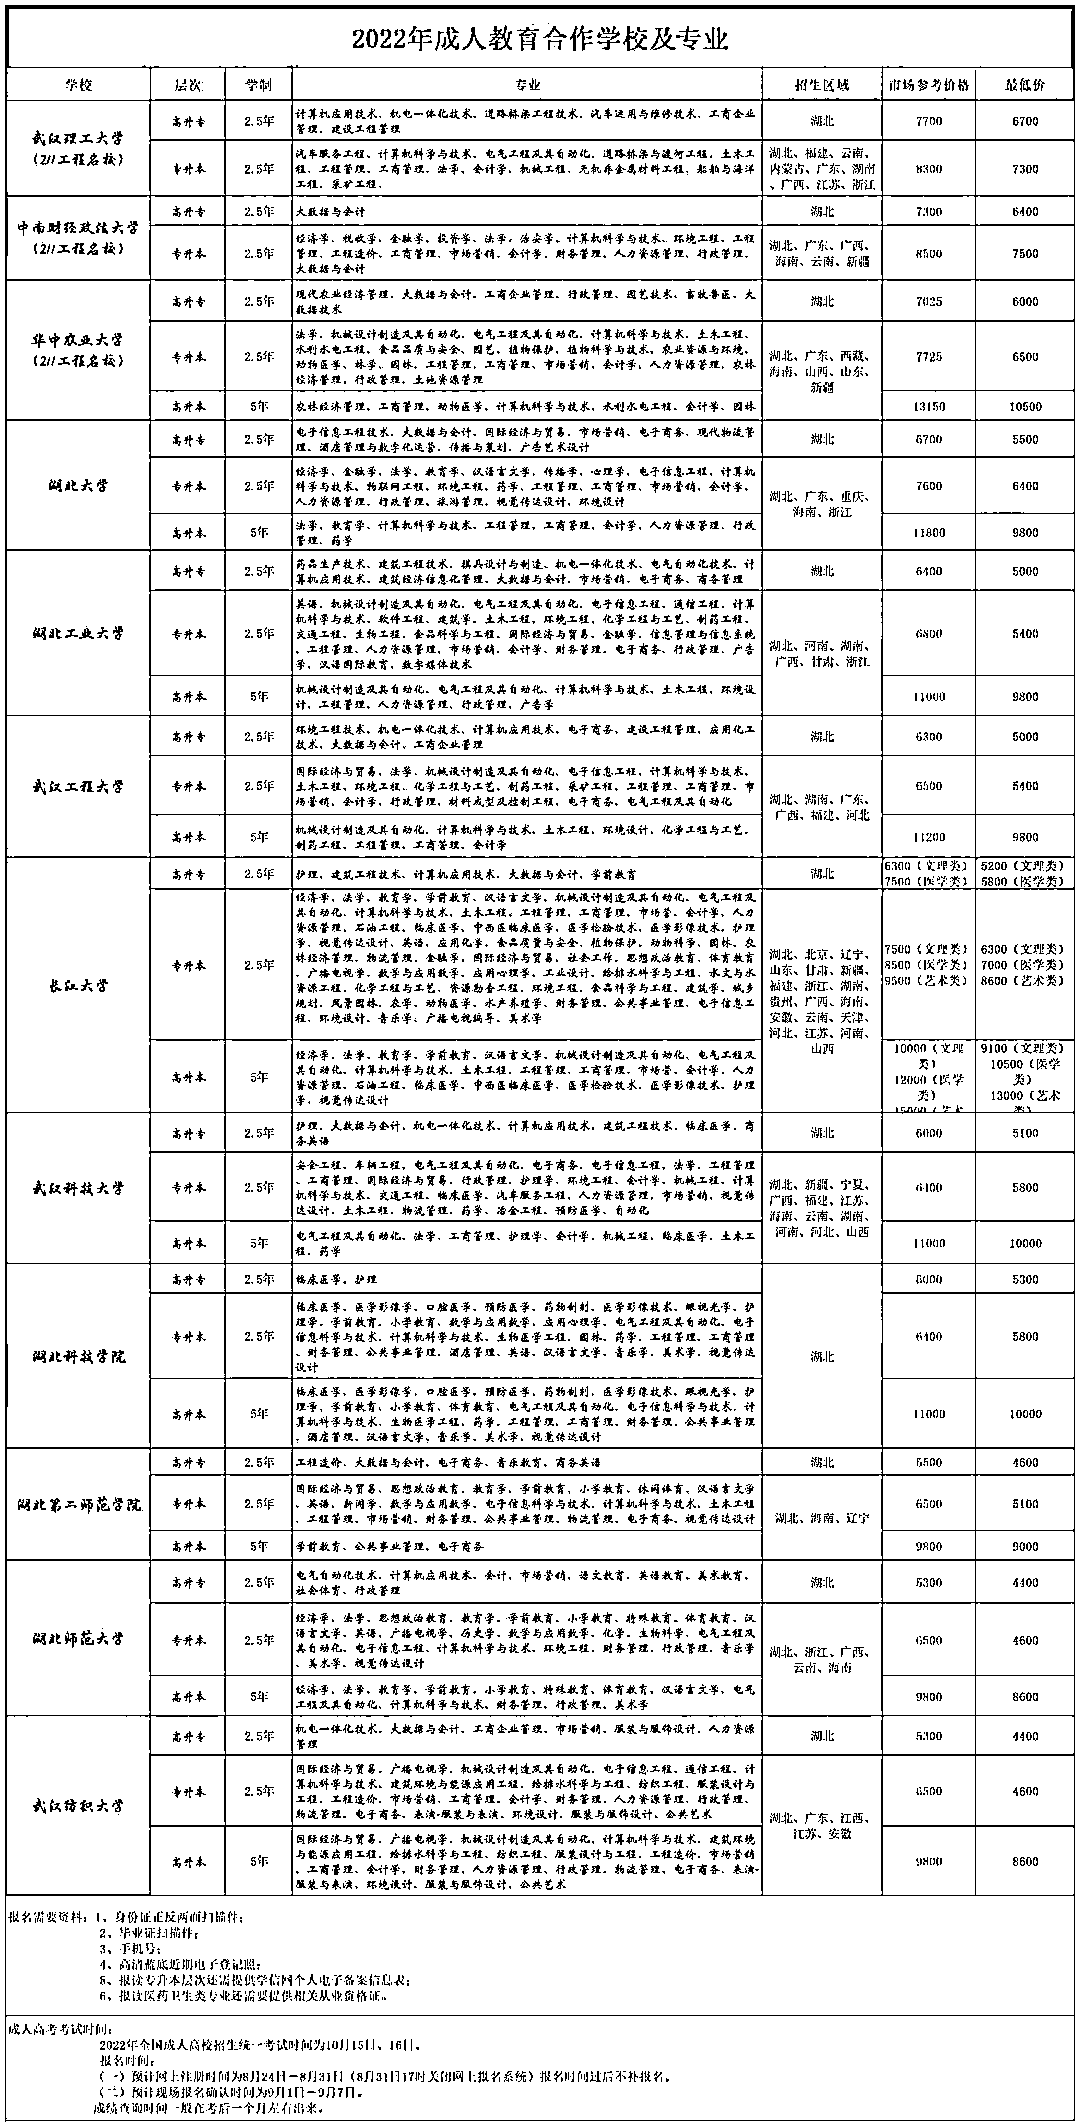 2022年成人教育合作学校及专业
学校 层次 学制 专业 招生区域 市场参考价格 最低价
武汉理工大学
(211工程名校)
高升专 2.5年 计算机应用技术、机电一体化技术、道路桥梁工程技术、汽车运用与维修技术、工商企业
管理、建设工程管理
湖北 7700 6700
专升本 2.5年 汽车服务工程、计算机科学与技术、电气工程及其自动化、道路桥梁与渡河工程、土木工
程、工程管理、工商管理、法学、会计学、机械工程、无机非金属材料工程、船舶与海洋
工程、采矿工程、
湖北、福建、云南、
内蒙古、广东、湖南
、广西、江苏、浙江
8300 7300
中南财经政法大学
(211工程名校)
高升专 2.5年 大数据与会计 湖北 7300 6400
专升本 2.5年 经济学、税收学、金融学、投资学、法学、治安学、计算机科学与技术、环境工程、工程
管理、工程造价、工商管理、市场营销、会计学、财务管理、人力资源管理、行政管理、
大数据与会计
湖北、广东、广西、
海南、云南、新疆
8500 7500
华中农业大学
(211工程名校)
高升专 2.5年 现代农业经济管理、大数据与会计、工商企业管理、行政管理、园艺技术、畜牧兽医、大
数据技术
湖北 7025 6000
专升本 2.5年 法学、机械设计制造及其自动化、电气工程及其自动化、计算机科学与技术、土木工程、
水利水电工程、食品品质与安全、园艺、植物保护、植物科学与技术、农业资源与环境、
动物医学、林学、园林、工程管理、工商管理、市场营销、会计学、人力资源管理、农林
经济管理、行政管理、土地资源管理
湖北、广东、西藏、
海南、山西、山东、
新疆
7725 6500
高升本 5年 农林经济管理、工商管理、动物医学、计算机科学与技术、水利水电工程、会计学、园林
13150 10500
湖北大学
高升专 2.5年 电子信息工程技术、大数据与会计、国际经济与贸易、市场营销、电子商务、现代物流管
理、酒店管理与数字化运营、传播与策划、广告艺术设计
湖北 6700 5500
专升本 2.5年 经济学、金融学、法学、教育学、汉语言文学、传播学、心理学、电子信息工程、计算机
科学与技术、物联网工程、环境工程、药学、工程管理、工商管理、市场营销、会计学、
人力资源管理、行政管理、旅游管理、视觉传达设计、环境设计
湖北、广东、重庆、
海南、浙江
7600 6400
高升本 5年 法学、教育学、计算机科学与技术、工程管理、工商管理、会计学、人力资源管理、行政
管理、药学
11800 9800
湖北工业大学
高升专 2.5年 药品生产技术、建筑工程技术、模具设计与制造、机电一体化技术、电气自动化技术、计
算机应用技术、建筑经济信息化管理、大数据与会计、市场营销、电子商务、商务管理
湖北 6400 5000
专升本 2.5年 英语、机械设计制造及其自动化、电气工程及其自动化、电子信息工程、通信工程、计算
机科学与技术、软件工程、建筑学、土木工程、环境工程、化学工程与工艺、制药工程、
交通工程、生物工程、食品科学与工程、国际经济与贸易、金融学、信息管理与信息系统
、工程管理、人力资源管理、市场营销、会计学、财务管理、电子商务、行政管理、广告
学、汉语国际教育、数字媒体技术
湖北、河南、湖南、
广西、甘肃、浙江
6800 5400
高升本 5年 机械设计制造及其自动化、电气工程及其自动化、计算机科学与技术、土木工程、环境设
计、工程管理、人力资源管理、行政管理、广告学
11000 9800
武汉工程大学
高升专 2.5年 环境工程技术、机电一体化技术、计算机应用技术、电子商务、建设工程管理、应用化工
技术、大数据与会计、工商企业管理
湖北 6300 5000
专升本 2.5年 国际经济与贸易、法学、机械设计制造及其自动化、电子信息工程、计算机科学与技术、
土木工程、环境工程、化学工程与工艺、制药工程、采矿工程、工程管理、工商管理、市
场营销、会计学、行政管理、材料成型及控制工程、电子商务、电气工程及其自动化
湖北、湖南、广东、
广西、福建、河北
6500 5400
高升本 5年 机械设计制造及其自动化、计算机科学与技术、土木工程、环境设计、化学工程与工艺、
制药工程、工程管理、工商管理、会计学
11200 9800
长江大学
高升专 2.5年 护理、建筑工程技术、计算机应用技术、大数据与会计、学前教育 湖北
6300（文理类） 5200（文理类）
7500（医学类） 5800（医学类）
专升本 2.5年 经济学、法学、教育学、学前教育、汉语言文学、机械设计制造及其自动化、电气工程及
其自动化、计算机科学与技术、土木工程、工程管理、工商管理、市场营、会计学、人力
资源管理、石油工程、临床医学、中西医临床医学、医学检验技术、医学影像技术、护理
学、视觉传达设计、英语、应用化学、食品质量与安全、植物保护、动物科学、园林、农
林经济管理、物流管理、金融学、国际经济与贸易、社会工作、思想政治教育、体育教育
、广播电视学、数学与应用数学、应用心理学、工业设计、给排水科学与工程、水文与水
资源工程、化学工程与工艺、资源勘查工程、环境工程、食品科学与工程、建筑学、城乡
规划、风景园林、农学、动物医学、水产养殖学、财务管理、公共事业管理、电子信息工
程、环境设计、音乐学、广播电视编导、美术学
湖北、北京、辽宁、
山东、甘肃、新疆、
福建、浙江、湖南、
贵州、广西、海南、
安徽、云南、天津、
河北、江苏、河南、
山西
7500（文理类） 6300（文理类）
8500（医学类） 7000（医学类）
9500（艺术类） 8600（艺术类）
高升本 5年 经济学、法学、教育学、学前教育、汉语言文学、机械设计制造及其自动化、电气工程及
其自动化、计算机科学与技术、土木工程、工程管理、工商管理、市场营、会计学、人力
资源管理、石油工程、临床医学、中西医临床医学、医学检验技术、医学影像技术、护理
学、视觉传达设计
10000（文理
类）
12000（医学
类）
15000（艺术
9100（文理类）
10500（医学
类）
13000（艺术
类）
武汉科技大学
高升专 2.5年 护理、大数据与会计、机电一体化技术、计算机应用技术、建筑工程技术、临床医学、商
务英语
湖北 6000 5100
专升本 2.5年 安全工程、车辆工程、电气工程及其自动化、电子商务、电子信息工程、法学、工程管理
、工商管理、国际经济与贸易、行政管理、护理学、环境工程、会计学、机械工程、计算
机科学与技术、交通工程、临床医学、汽车服务工程、人力资源管理、市场营销、视觉传
达设计、土木工程、物流管理、药学、冶金工程、预防医学、自动化
湖北、新疆、宁夏、
广西、福建、江苏、
海南、云南、湖南、
河南、河北、山西
6400 5800
高升本 5年 电气工程及其自动化、法学、工商管理、护理学、会计学、机械工程、临床医学、土木工
程、药学
11000 10000
湖北科技学院
高升专 2.5年 临床医学、护理 6000 5300
专升本 2.5年 临床医学、医学影像学、口腔医学、预防医学、药物制剂、医学影像技术、眼视光学、护
理学、学前教育、小学教育、数学与应用数学、应用心理学、电气工程及其自动化、电子
信息科学与技术、计算机科学与技术、生物医学工程、园林、药学、工程管理、工商管理
、财务管理、公共事业管理、酒店管理、英语、汉语言文学、音乐学、美术学、视觉传达
设计
湖北
6400 5800
高升本 5年 临床医学、医学影像学、口腔医学、预防医学、药物制剂、医学影像技术、眼视光学、护
理学、学前教育、小学教育、体育教育、电气工程及其自动化、电子信息科学与技术、计
算机科学与技术、生物医学工程、药学、工程管理、工商管理、财务管理、公共事业管理
、酒店管理、汉语言文学、音乐学、美术学、视觉传达设计
11000 10000
湖北第二师范学院
高升专 2.5年 工程造价、大数据与会计、电子商务、音乐教育、商务英语 湖北 5500 4600
专升本 2.5年 国际经济与贸易、思想政治教育、教育学、学前教育、小学教育、休闲体育、汉语言文学
、英语、新闻学、数学与应用数学、电子信息科学与技术、计算机科学与技术、土木工程
、工程管理、市场营销、财务管理、公共事业管理、物流管理、电子商务、视觉传达设计
湖北、海南、辽宁
6500 5100
高升本 5年 学前教育、公共事业管理、电子商务 9800 9000
湖北师范大学
高升专 2.5年 电气自动化技术、计算机应用技术、会计、市场营销、语文教育、英语教育、美术教育、
社会体育、行政管理
湖北 5300 4400
专升本 2.5年 经济学、法学、思想政治教育、教育学、学前教育、小学教育、特殊教育、体育教育、汉
语言文学、英语、广播电视学、历史学、数学与应用数学、化学、生物科学、电气工程及
其自动化、电子信息工程、计算机科学与技术、环境工程、财务管理、行政管理、音乐学
、美术学、视觉传达设计
湖北、浙江、广西、
云南、海南
6500 4600
高升本 5年 经济学、法学、教育学、学前教育、小学教育、特殊教育、体育教育、汉语言文学、电气
工程及其自动化、计算机科学与技术、财务管理、行政管理、美术学
9800 8600
武汉纺织大学
高升专 2.5年 机电一体化技术、大数据与会计、工商企业管理、市场营销、服装与服饰设计、人力资源
管理
湖北 5300 4400
专升本 2.5年 国际经济与贸易、广播电视学、机械设计制造及其自动化、电子信息工程、通信工程、计
算机科学与技术、建筑环境与能源应用工程、给排水科学与工程、纺织工程、服装设计与
工程、工程造价、市场营销、工商管理、会计学、财务管理、人力资源管理、行政管理、
物流管理、电子商务、表演-服装与表演、环境设计、服装与服饰设计、公共艺术
湖北、广东、江西、
江苏、安徽
6500 4600
高升本 5年 国际经济与贸易、广播电视学、机械设计制造及其自动化、计算机科学与技术、建筑环境
与能源应用工程、给排水科学与工程、纺织工程、服装设计与工程、工程造价、市场营销
、工商管理、会计学、财务管理、人力资源管理、行政管理、物流管理、电子商务、表演-
服装与表演、环境设计、服装与服饰设计、公共艺术
9800 8600
报名需要资料：1、身份证正反两面扫描件；
2、毕业证扫描件；
3、手机号；
4、高清蓝底近期电子登记照；
5、报读专升本层次还需提供学信网个人电子备案信息表；
6、报读医药卫生类专业还需要提供相关从业资格证。
成人高考考试时间：
2022年全国成人高校招生统一考试时间为10月15日、16日。
报名时间：
（一）预计网上注册时间为8月24日－8月31日（8月31日17时关闭网上报名系统）报名时间过后不补报名。
（二）预计现场报名确认时间为9月1日－9月7日。
成绩查询时间一般在考后一个月左右出来。